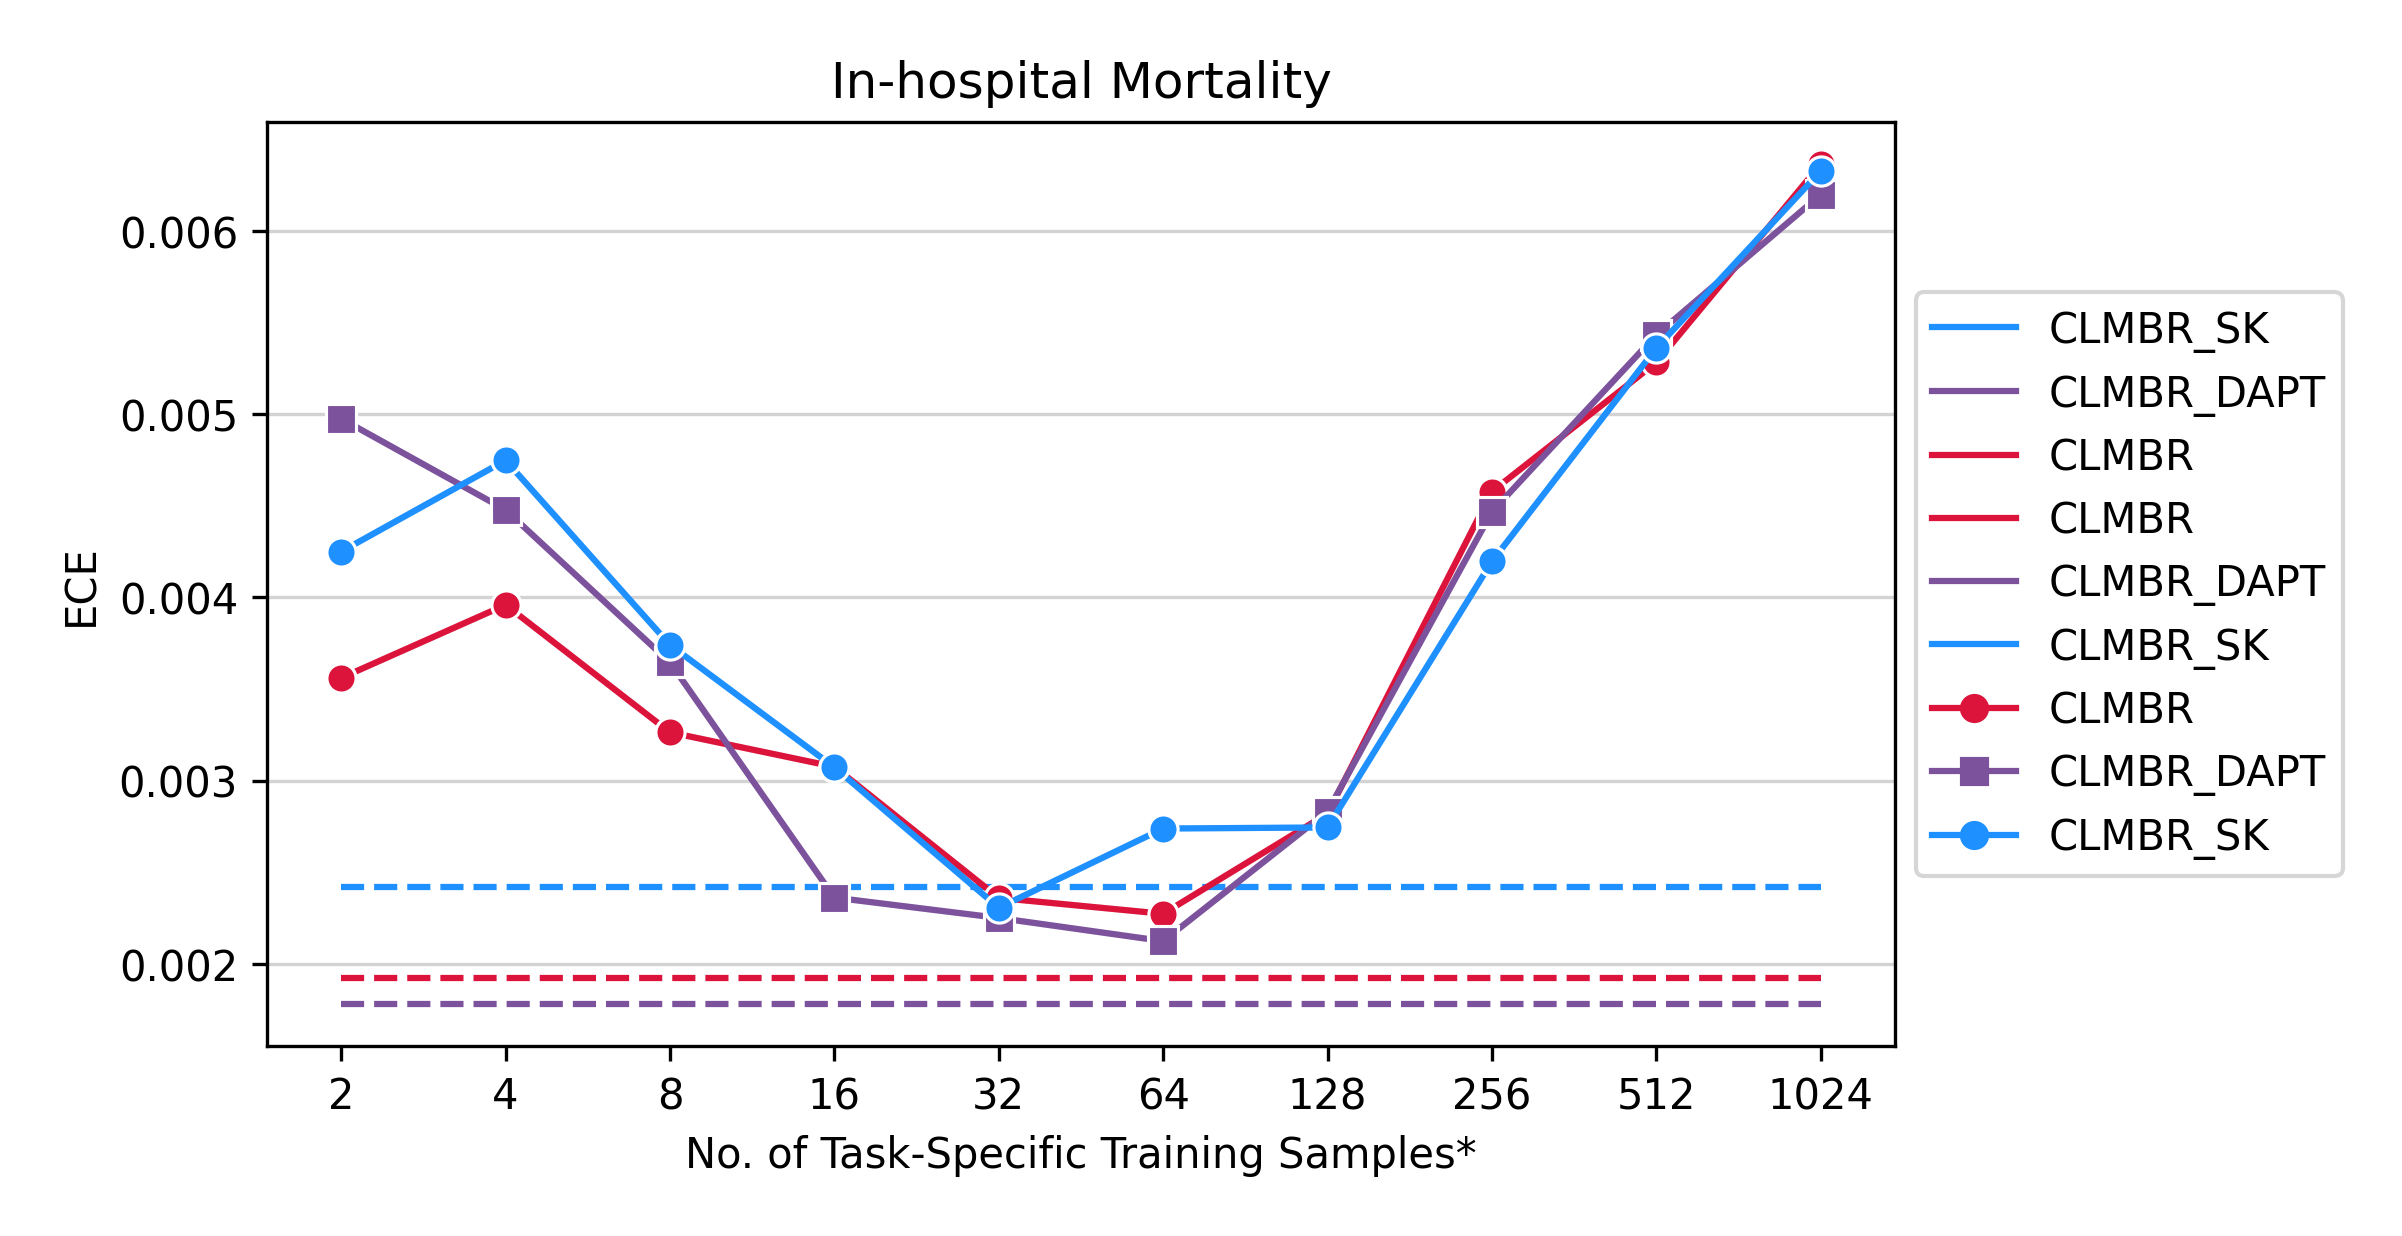 In-hospital Mortality
0.006
0.005
0.004
0.003
0.002
ECE
2 4 8 16 32 64 128 256 512 1024
No. of Task-Specific Training Samples*
CLMBR_SK
CLMBR_DAPT
CLMBR
CLMBR
CLMBR_DAPT
CLMBR_SK
CLMBR
CLMBR_DAPT
CLMBR_SK